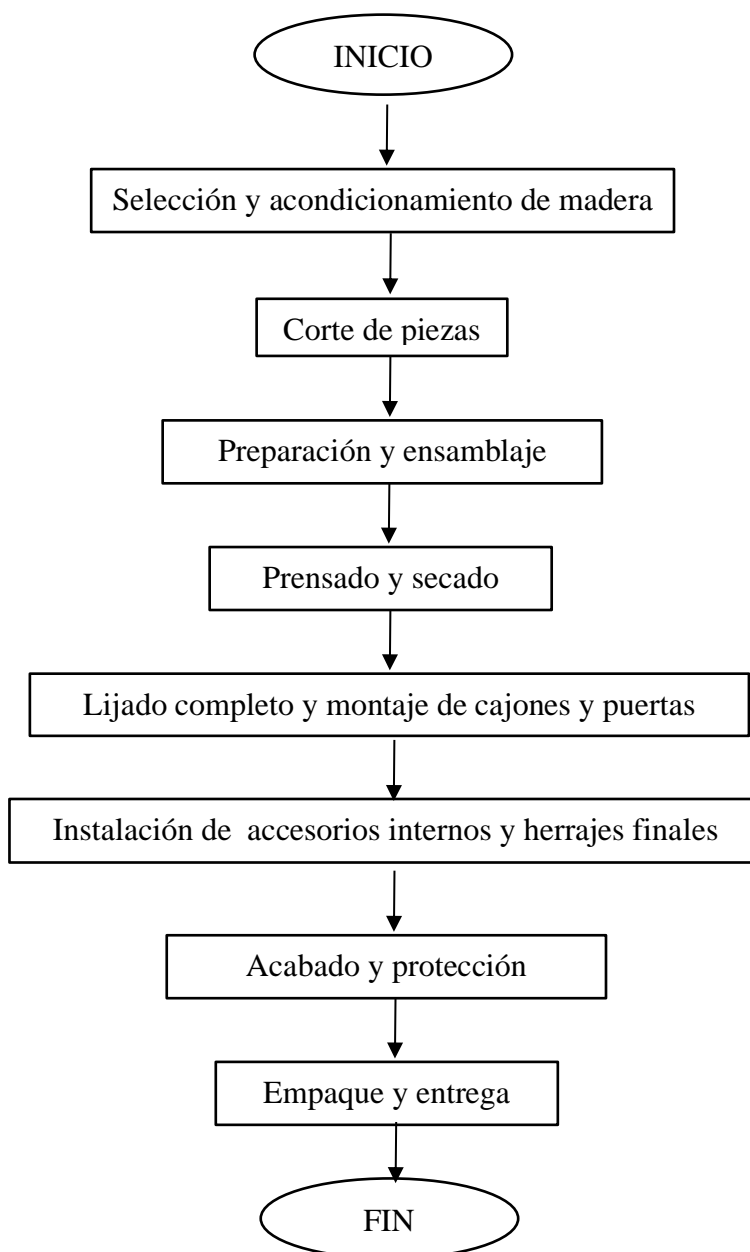 INICIO
Selección y acondicionamiento de madera
Corte de piezas
Preparación y ensamblaje
Prensado y secado
Lijado completo y montaje de cajones y puertas
Instalación de  accesorios internos y herrajes finales
Acabado y protección
Empaque y entrega
FIN